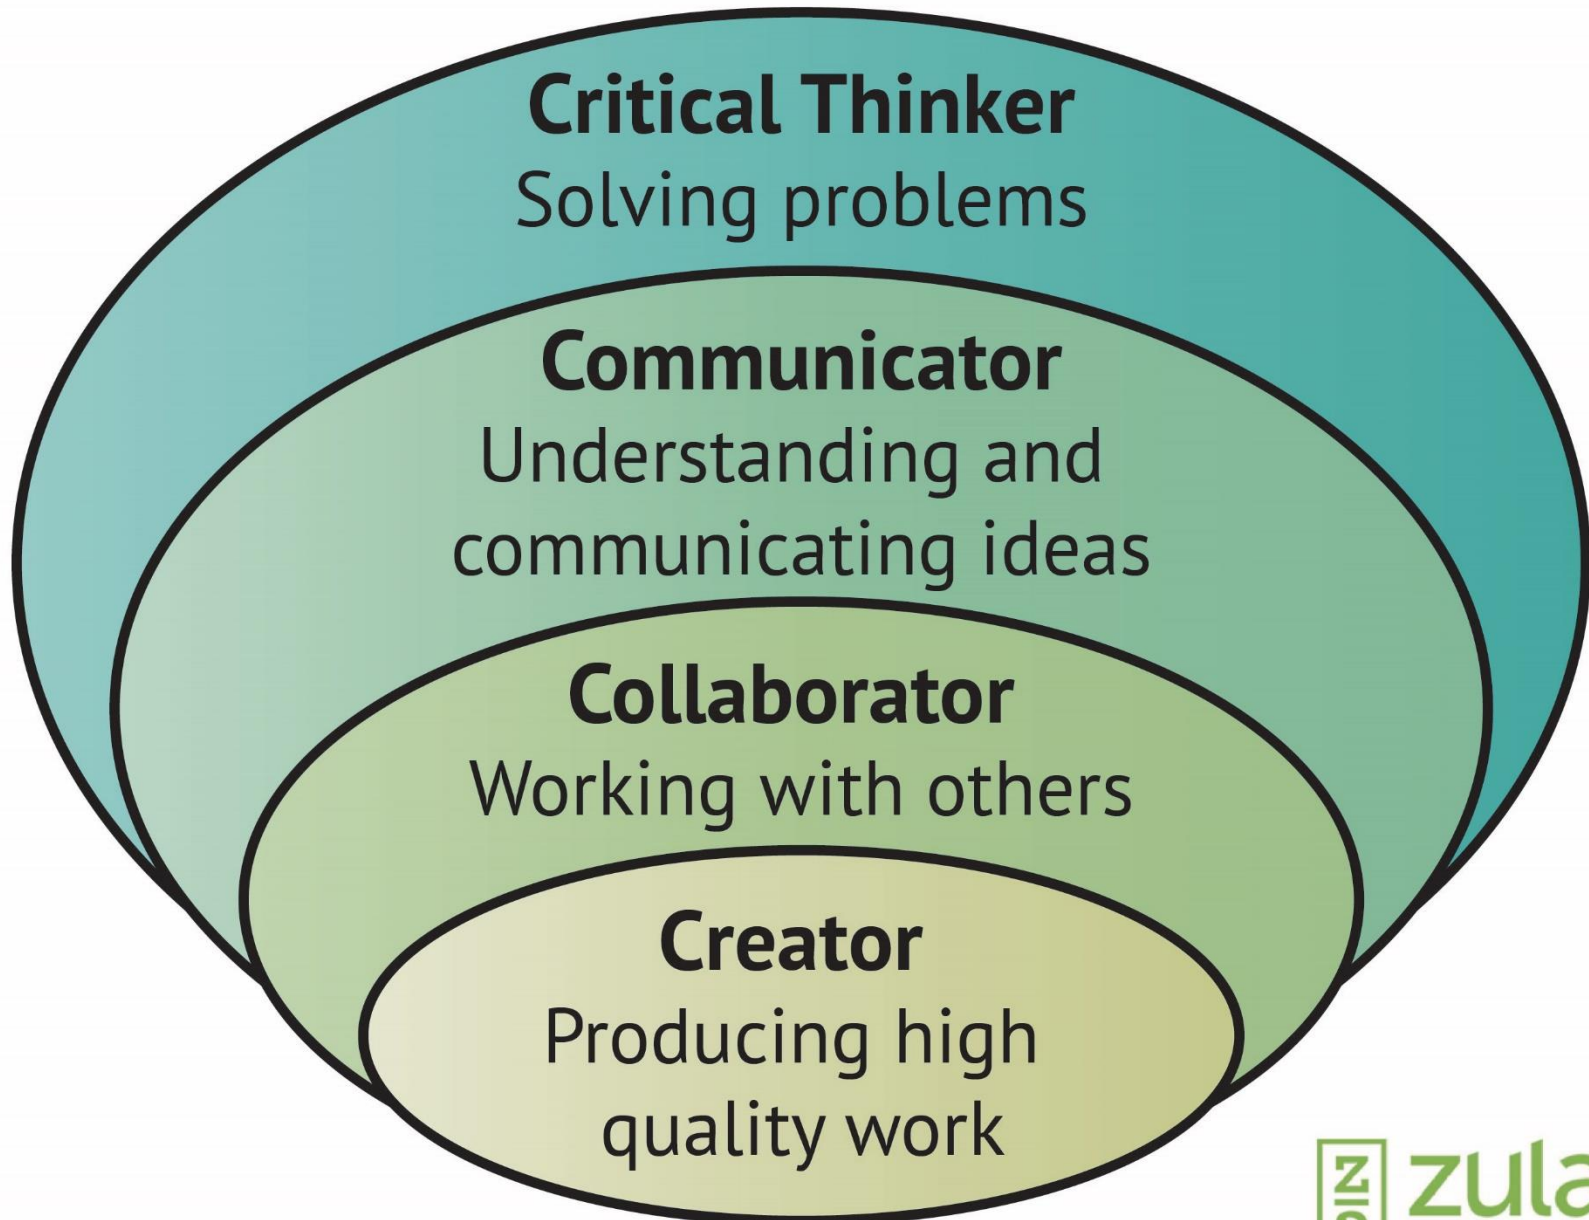 Critical Thinker
Solving problems
Communicator
Understanding and
communicating ideas
Collaborator
Working with others
Creator
Producing high
quality work
zula